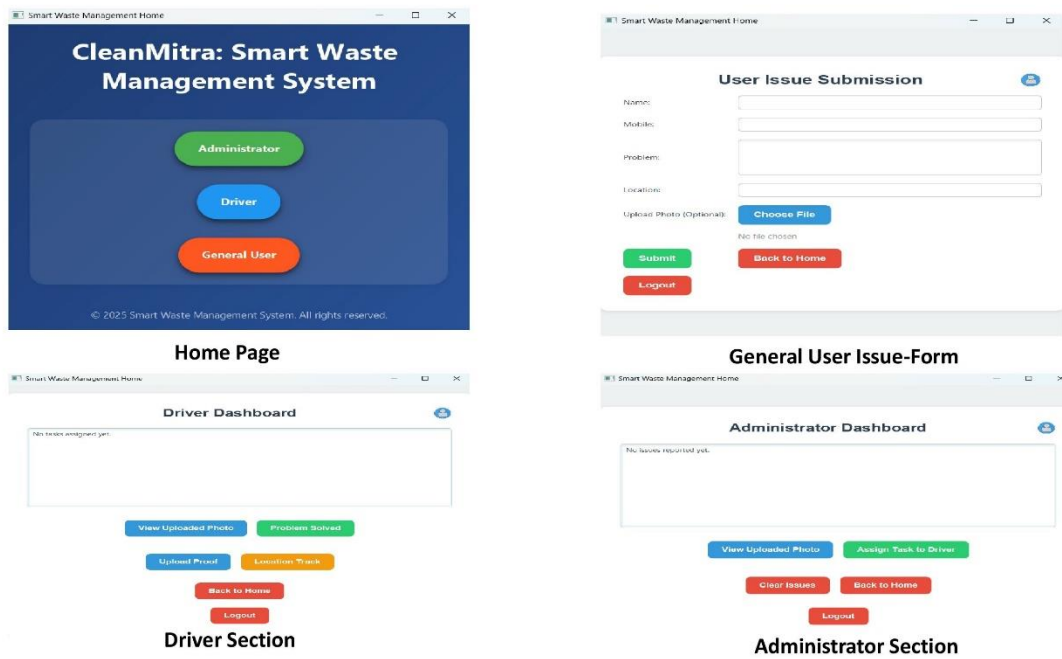 Smart Waste Management Home
CleanMitra: Smart Waste
Management System
Administrator
Driver
General User
© 2025 Smart Waste Management System. All rights reserved.
Home Page
Smart Waste Management Home
User Issue Submission
Name:
Mobile:
Problem:
Location:
Upload Photo (Optional):
Choose File
No file chosen
Submit
Back to Home
Logout
General User Issue-Form
Smart Waste Management Home
Driver Dashboard
No tasks assigned yet.
View Uploaded Photo
Problem Solved
Upload Proof
Location Track
Back to Home
Logout
Driver Section
Smart Waste Management Home
Administrator Dashboard
No issues reported yet.
View Uploaded Photo
Assign Task to Driver
Clear Issues
Back to Home
Logout
Administrator Section